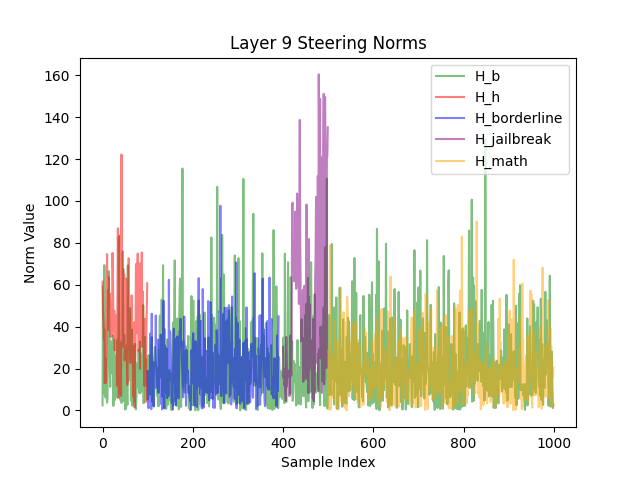 Layer 9 Steering Norms
H_b
H_h
H_borderline
H_jailbreak
H_math
Norm Value
160
140
120
100
80
60
40
20
0
0
200
400
600
800
1000
Sample Index